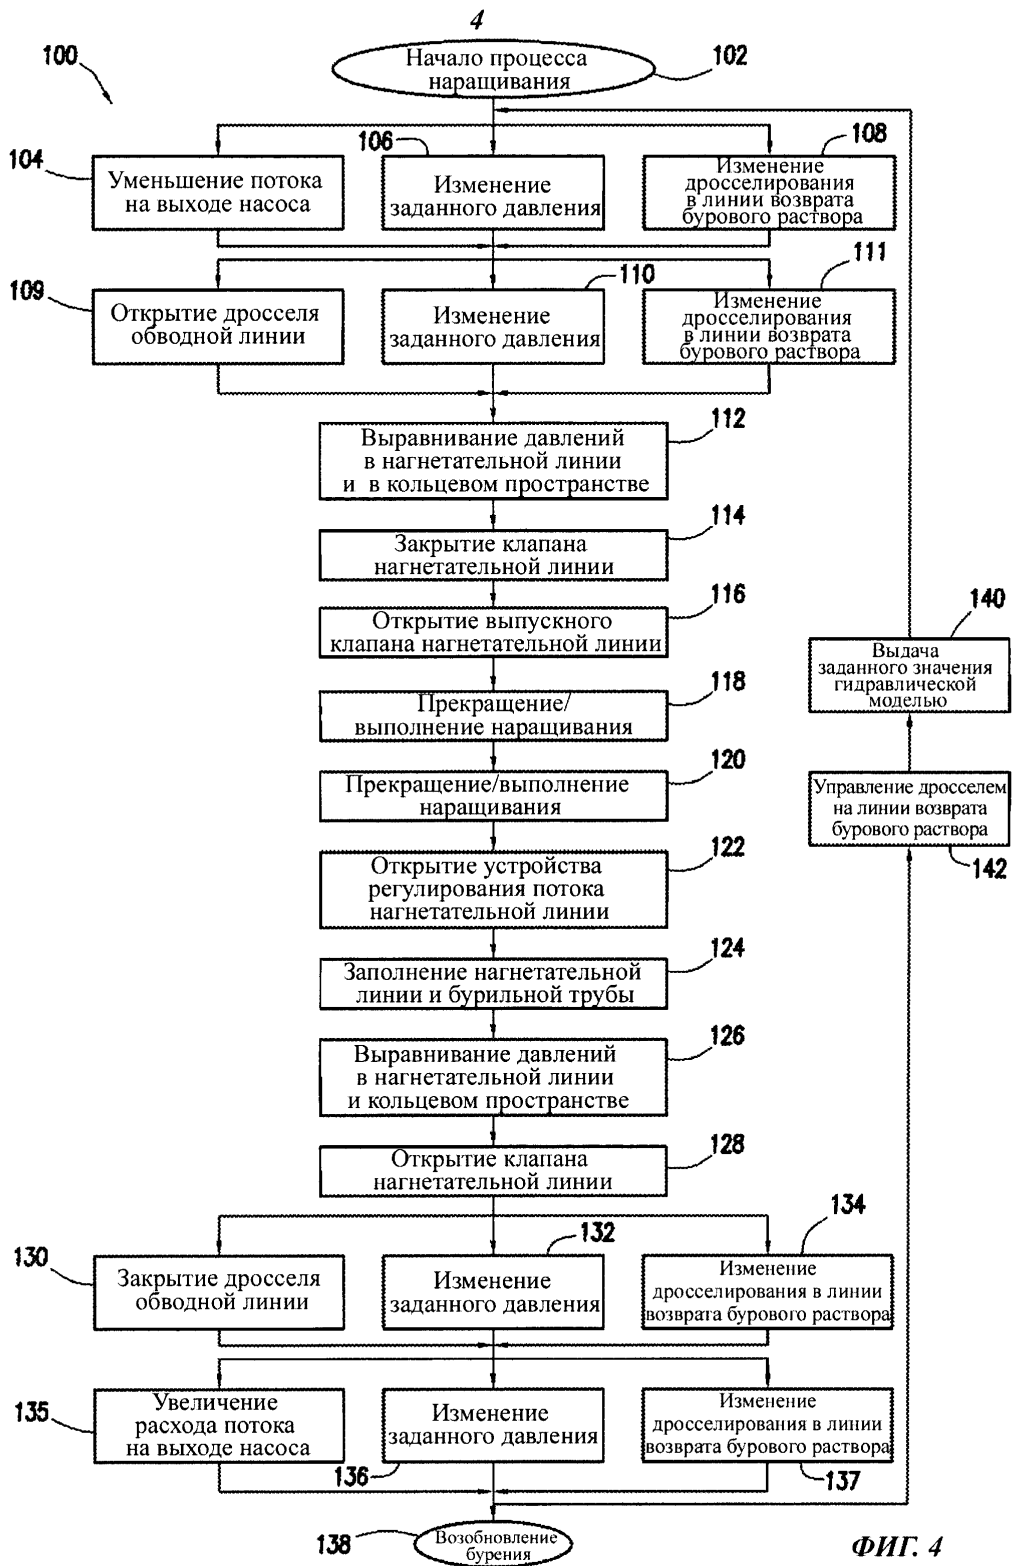 4
100
Начало процесса
наращивания
102
104
Уменьшение потока
на выходе насоса
106
Изменение
заданного давления
108
Изменение
дросселирования
в линии возврата
бурового раствора
109
Открытие дросселя
обводной линии
110
Изменение
заданного давления
111
Изменение
дросселирования
в линии возврата
бурового раствора
112
Выравнивание давлений
в нагнетательной линии
и в кольцевом пространстве
114
Закрытие клапана
нагнетательной линии
116
Открытие выпускного
клапана нагнетательной линии
118
Прекращение/
выполнение наращивания
120
Прекращение/выполнение
наращивания
122
Открытие устройства
регулирования потока
нагнетательной линии
124
Заполнение нагнетательной
линии и бурильной трубы
126
Выравнивание давлений
в нагнетательной линии
и кольцевом пространстве
128
Открытие клапана
нагнетательной линии
130
Закрытие дросселя
обводной линии
132
Изменение
заданного давления
134
Изменение
дросселирования в линии
возврата бурового раствора
135
Увеличение
расхода потока
на выходе насоса
136
Изменение
заданного давления
137
Изменение
дросселирования в линии
возврата бурового раствора
138
Возобновление
бурения
140
Выдача
заданного значения
гидравлической
моделью
Управление дросселем
на линии возврата
бурового раствора
142
ФИГ. 4